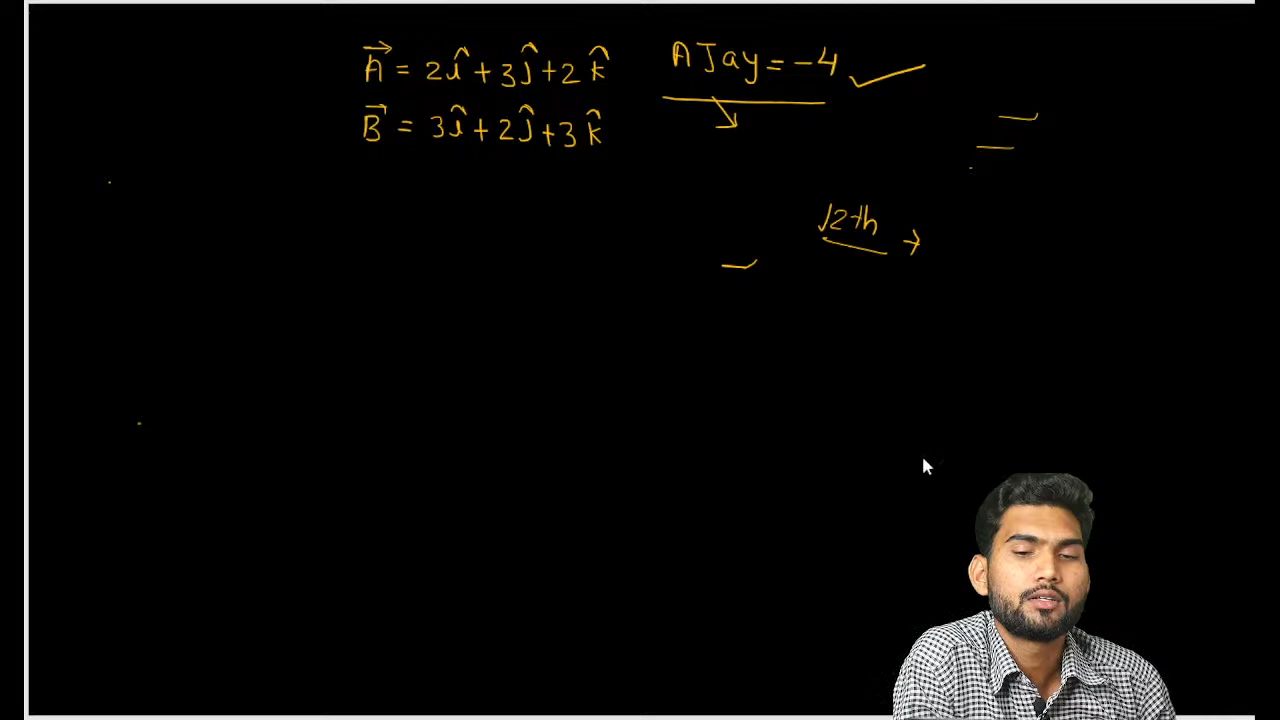 A⃗ = 2î + 3ĵ + 2k̂
AJay = -4
B⃗ = 3î + 2ĵ + 3k̂
12th →